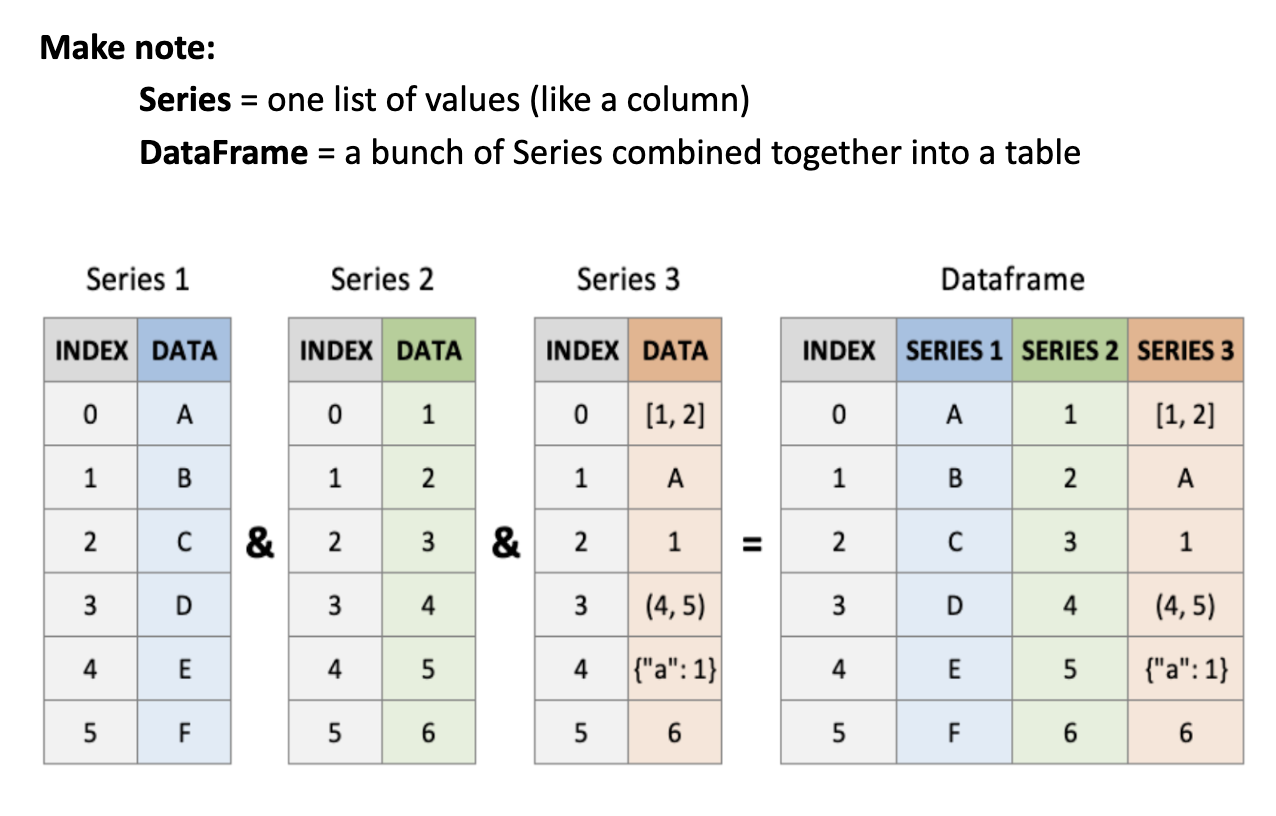 Make note:
Series = one list of values (like a column)
DataFrame = a bunch of Series combined together into a table
Series 1
INDEX DATA
0 A
1 B
2 C
3 D
4 E
5 F
&
Series 2
INDEX DATA
0 1
1 2
2 3
3 4
4 5
5 6
&
Series 3
INDEX DATA
0 [1, 2]
1 A
2 1
3 (4, 5)
4 {"a": 1}
5 6
=
Dataframe
INDEX SERIES 1 SERIES 2 SERIES 3
0 A 1 [1, 2]
1 B 2 A
2 C 3 1
3 D 4 (4, 5)
4 E 5 {"a": 1}
5 F 6 6